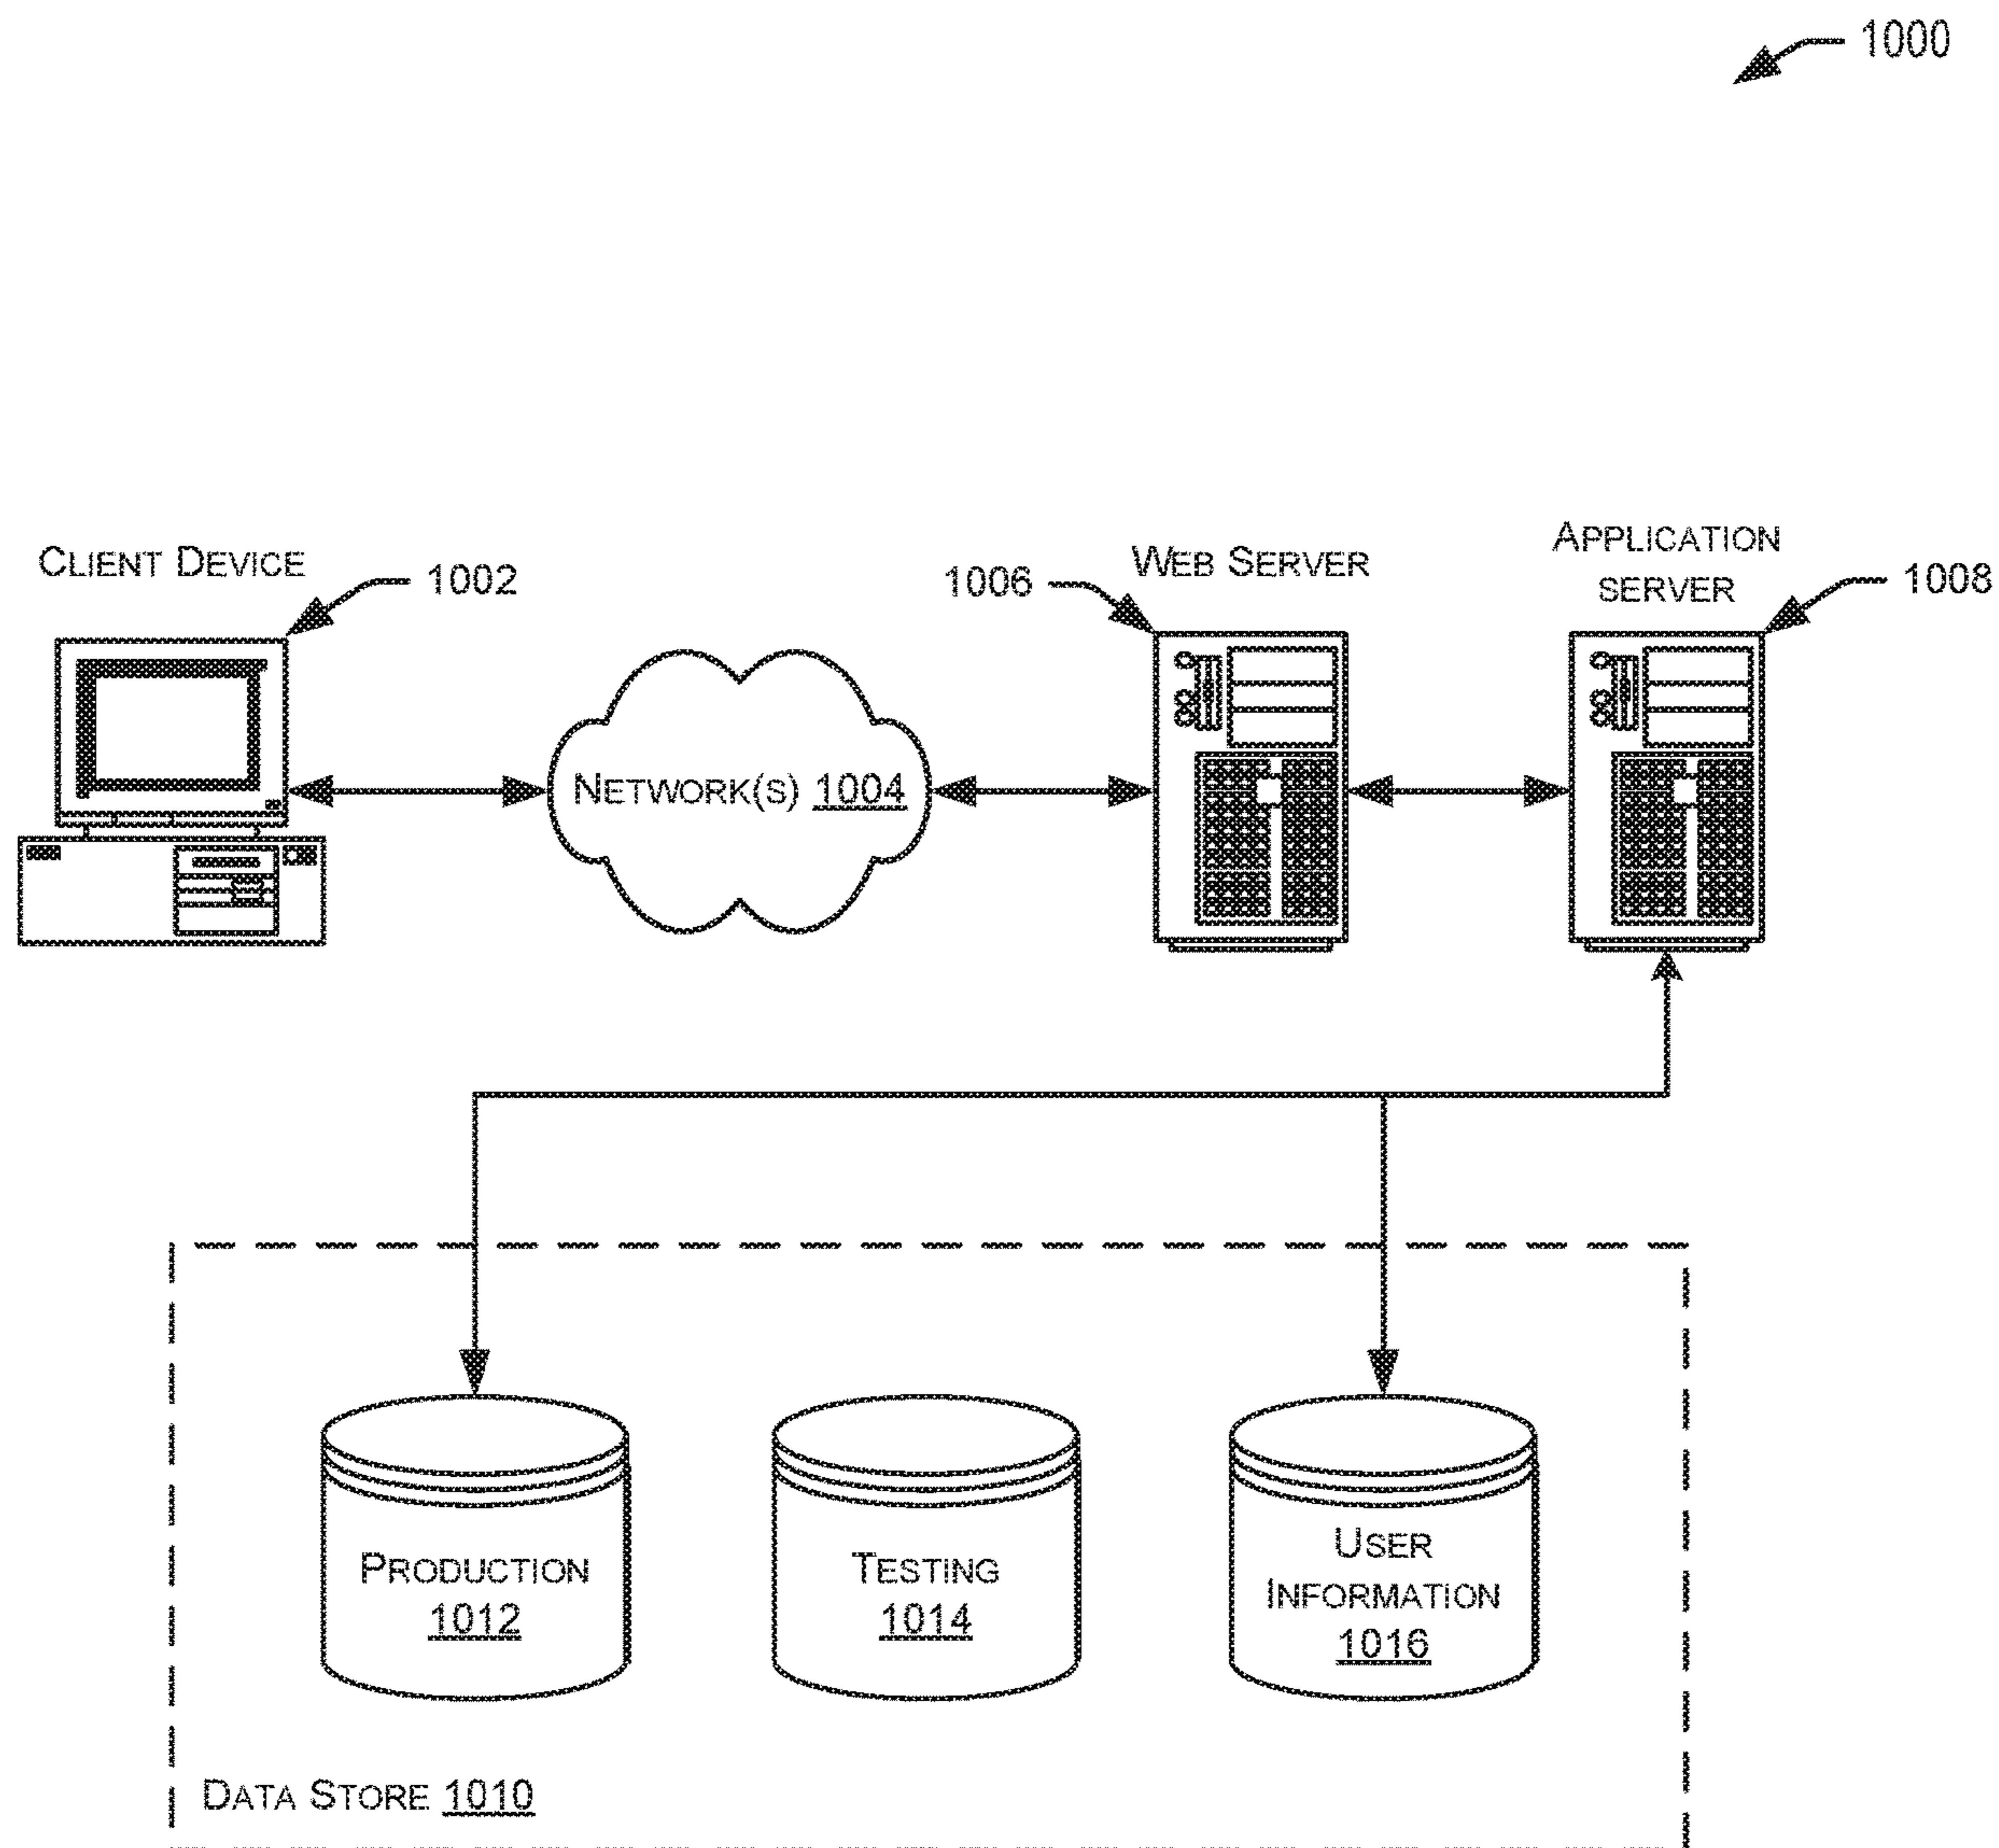 1000
CLIENT DEVICE
1002
NETWORK(S) 1004
1006
WEB SERVER
APPLICATION
SERVER
1008
PRODUCTION
1012
TESTING
1014
USER
INFORMATION
1016
DATA STORE 1010